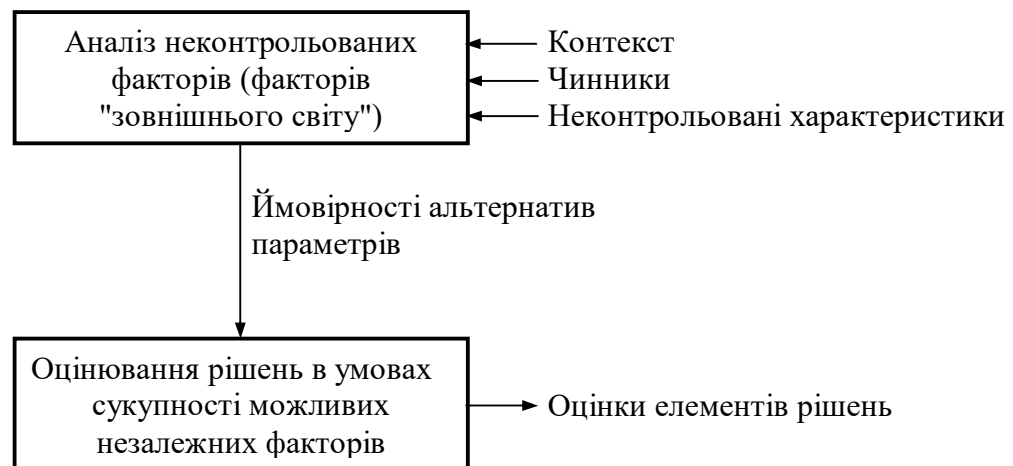 Аналіз неконтрольованих
факторів (факторів
"зовнішнього світу")
Контекст
Чинники
Неконтрольовані характеристики
Ймовірності альтернатив
параметрів
Оцінювання рішень в умовах
сукупності можливих
незалежних факторів
Оцінки елементів рішень